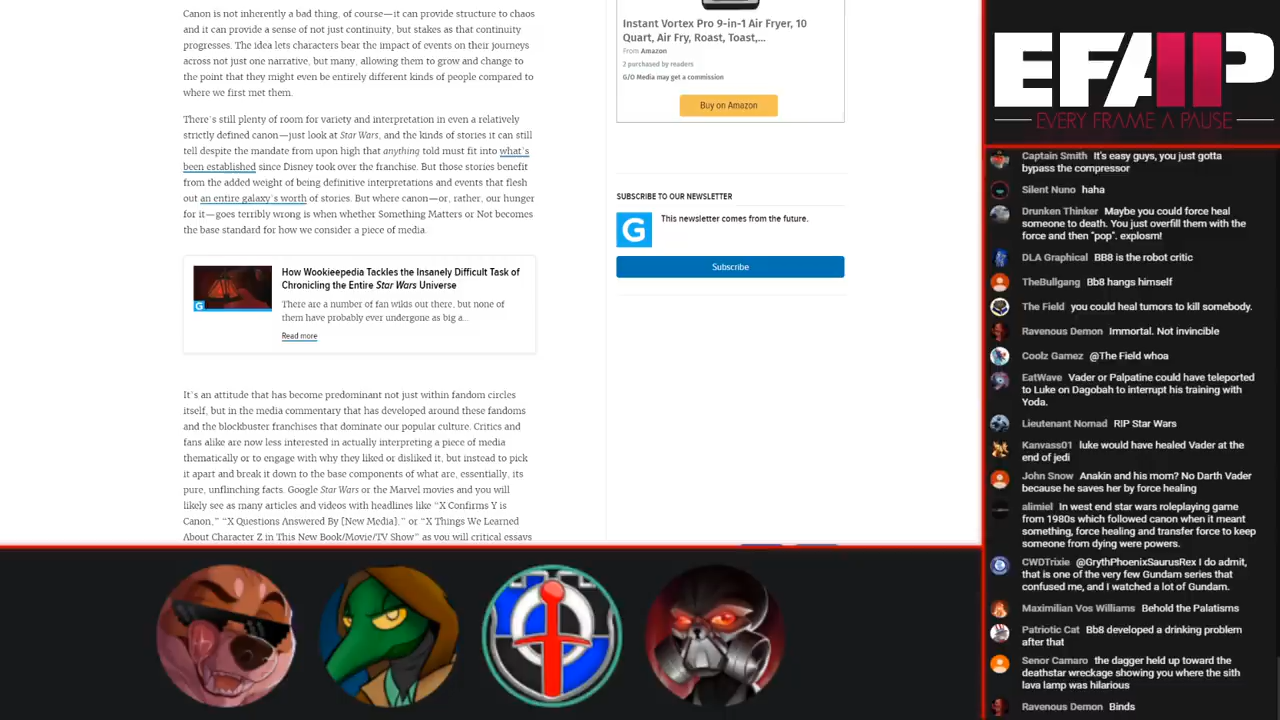 Canon is not inherently a bad thing, of course—it can provide structure to chaos
and it can provide a sense of not just continuity, but stakes as that continuity
progresses. The idea lets characters bear the impact of events on their journeys
across not just one narrative, but many, allowing them to grow and change to
the point that they might even be entirely different kinds of people compared to
where we first met them.
There's still plenty of room for variety and interpretation in even a relatively
strictly defined canon—just look at Star Wars, and the kinds of stories it can still
tell despite the mandate from upon high that anything told must fit into what's
been established since Disney took over the franchise. But those stories benefit
from the added weight of being definitive interpretations and events that flesh
out an entire galaxy's worth of stories. But where canon—or, rather, our hunger
for it—goes terribly wrong is when whether Something Matters or Not becomes
the base standard for how we consider a piece of media.
G
How Wookieepedia Tackles the Insanely Difficult Task of
Chronicling the Entire Star Wars Universe
There are a number of fan wikis out there, but none of
them have probably ever undergone as big a...
Read more
It's an attitude that has become predominant not just within fandom circles
itself, but in the media commentary that has developed around these fandoms
and the blockbuster franchises that dominate our popular culture. Critics and
fans alike are now less interested in actually interpreting a piece of media
thematically or to engage with why they liked or disliked it, but instead to pick
it apart and break it down to the base components of what are, essentially, its
pure, unflinching facts. Google Star Wars or the Marvel movies and you will
likely see as many articles and videos with headlines like “X Confirms Y is
Canon,” “X Questions Answered By [New Media],” or “X Things We Learned
About Character Z in This New Book/Movie/TV Show” as you will critical essays
Instant Vortex Pro 9-in-1 Air Fryer, 10
Quart, Air Fry, Roast, Toast,...
From Amazon
2 purchased by readers
G/O Media may get a commission
Buy on Amazon
SUBSCRIBE TO OUR NEWSLETTER
G
This newsletter comes from the future.
Subscribe
EFAP
EVERY FRAME A PAUSE
Captain Smith It's easy guys, you just gotta
bypass the compressor
Silent Nuno haha
Drunken Thinker Maybe you could force heal
someone to death. You just overfill them with the
force and then "pop". explosm!
DLA Graphical BB8 is the robot critic
TheBullgang Bb8 hangs himself
The Field you could heal tumors to kill somebody.
Ravenous Demon Immortal. Not invincible
Coolz Gamez @The Field whoa
EatWave Vader or Palpatine could have teleported
to Luke on Dagobah to interrupt his training with
Yoda.
Lieutenant Nomad RIP Star Wars
Kanvass01 luke would have healed Vader at the
end of jedi
John Snow Anakin and his mom? No Darth Vader
because he saves her by force healing
alimiel In west end star wars roleplaying game
from 1980s which followed canon when it meant
something, force healing and transfer force to keep
someone from dying were powers.
CWDTrixie @GrythPhoenixSaurusRex I do admit,
that is one of the very few Gundam series that
confused me, and I watched a lot of Gundam.
Maximilian Vos Williams Behold the Palatisms
Patriotic Cat Bb8 developed a drinking problem
after that
Senor Camaro the dagger held up toward the
deathstar wreckage showing you where the sith
lava lamp was hilarious
Ravenous Demon Binds